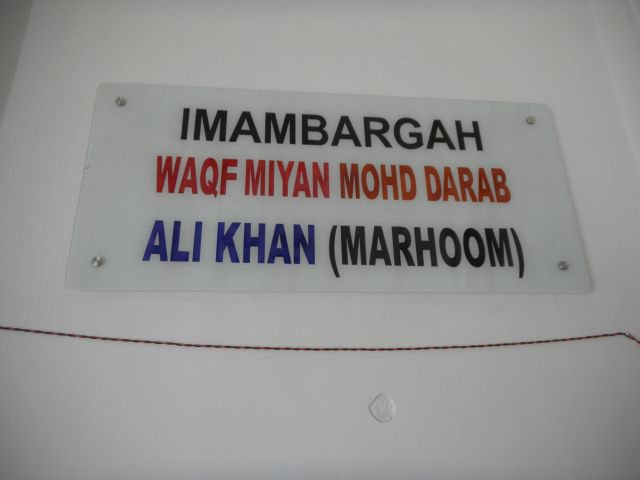 IMAMBARGAH
WAQF MIYAN MOHD DARAB
ALI KHAN (MARHOOM)